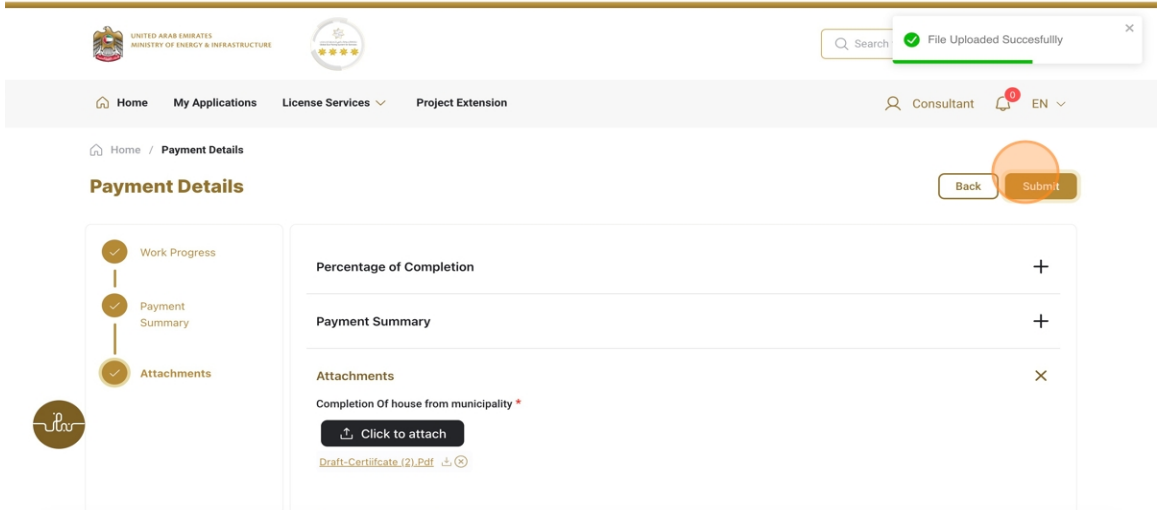 UNITED ARAB EMIRATES
MINISTRY OF ENERGY & INFRASTRUCTURE
Search
File Uploaded Succesfullly
Home My Applications License Services Project Extension
Consultant 0 EN
Home / Payment Details
Payment Details
Back Submit
Work Progress
Payment
Summary
Attachments
Percentage of Completion
Payment Summary
Attachments
Completion Of house from municipality *
Click to attach
Draft-Certiifcate (2).Pdf